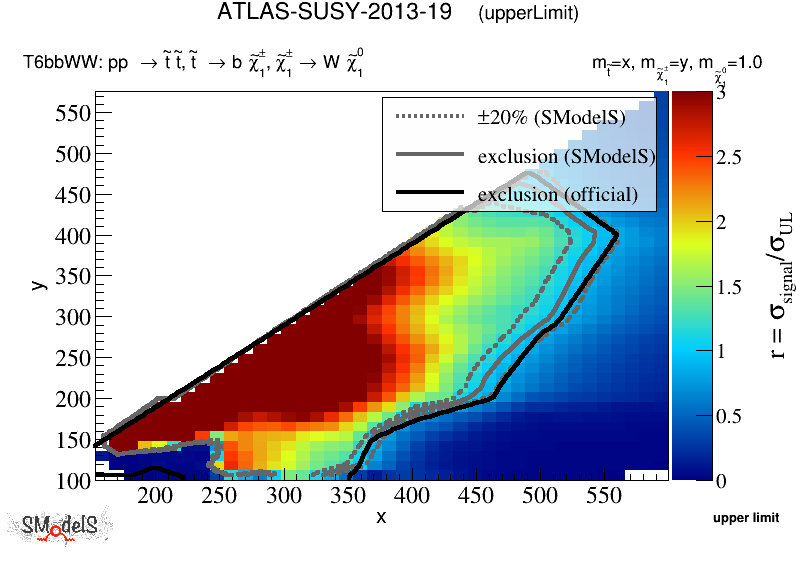 ATLAS-SUSY-2013-19 (upperLimit)
T6bbWW: pp → t̃ t̃, t̃ → b χ̃₁±, χ̃₁± → W χ̃₁⁰
m_t̃=x, m_χ̃₁±=y, m_χ̃₁⁰=1.0
±20% (SModelS)
exclusion (SModelS)
exclusion (official)
550
500
450
400
350
300
250
200
150
100
y
200 250 300 350 400 450 500 550
x
3
2.5
2
1.5
1
0.5
0
r = σ_signal/σ_UL
SModelS
upper limit